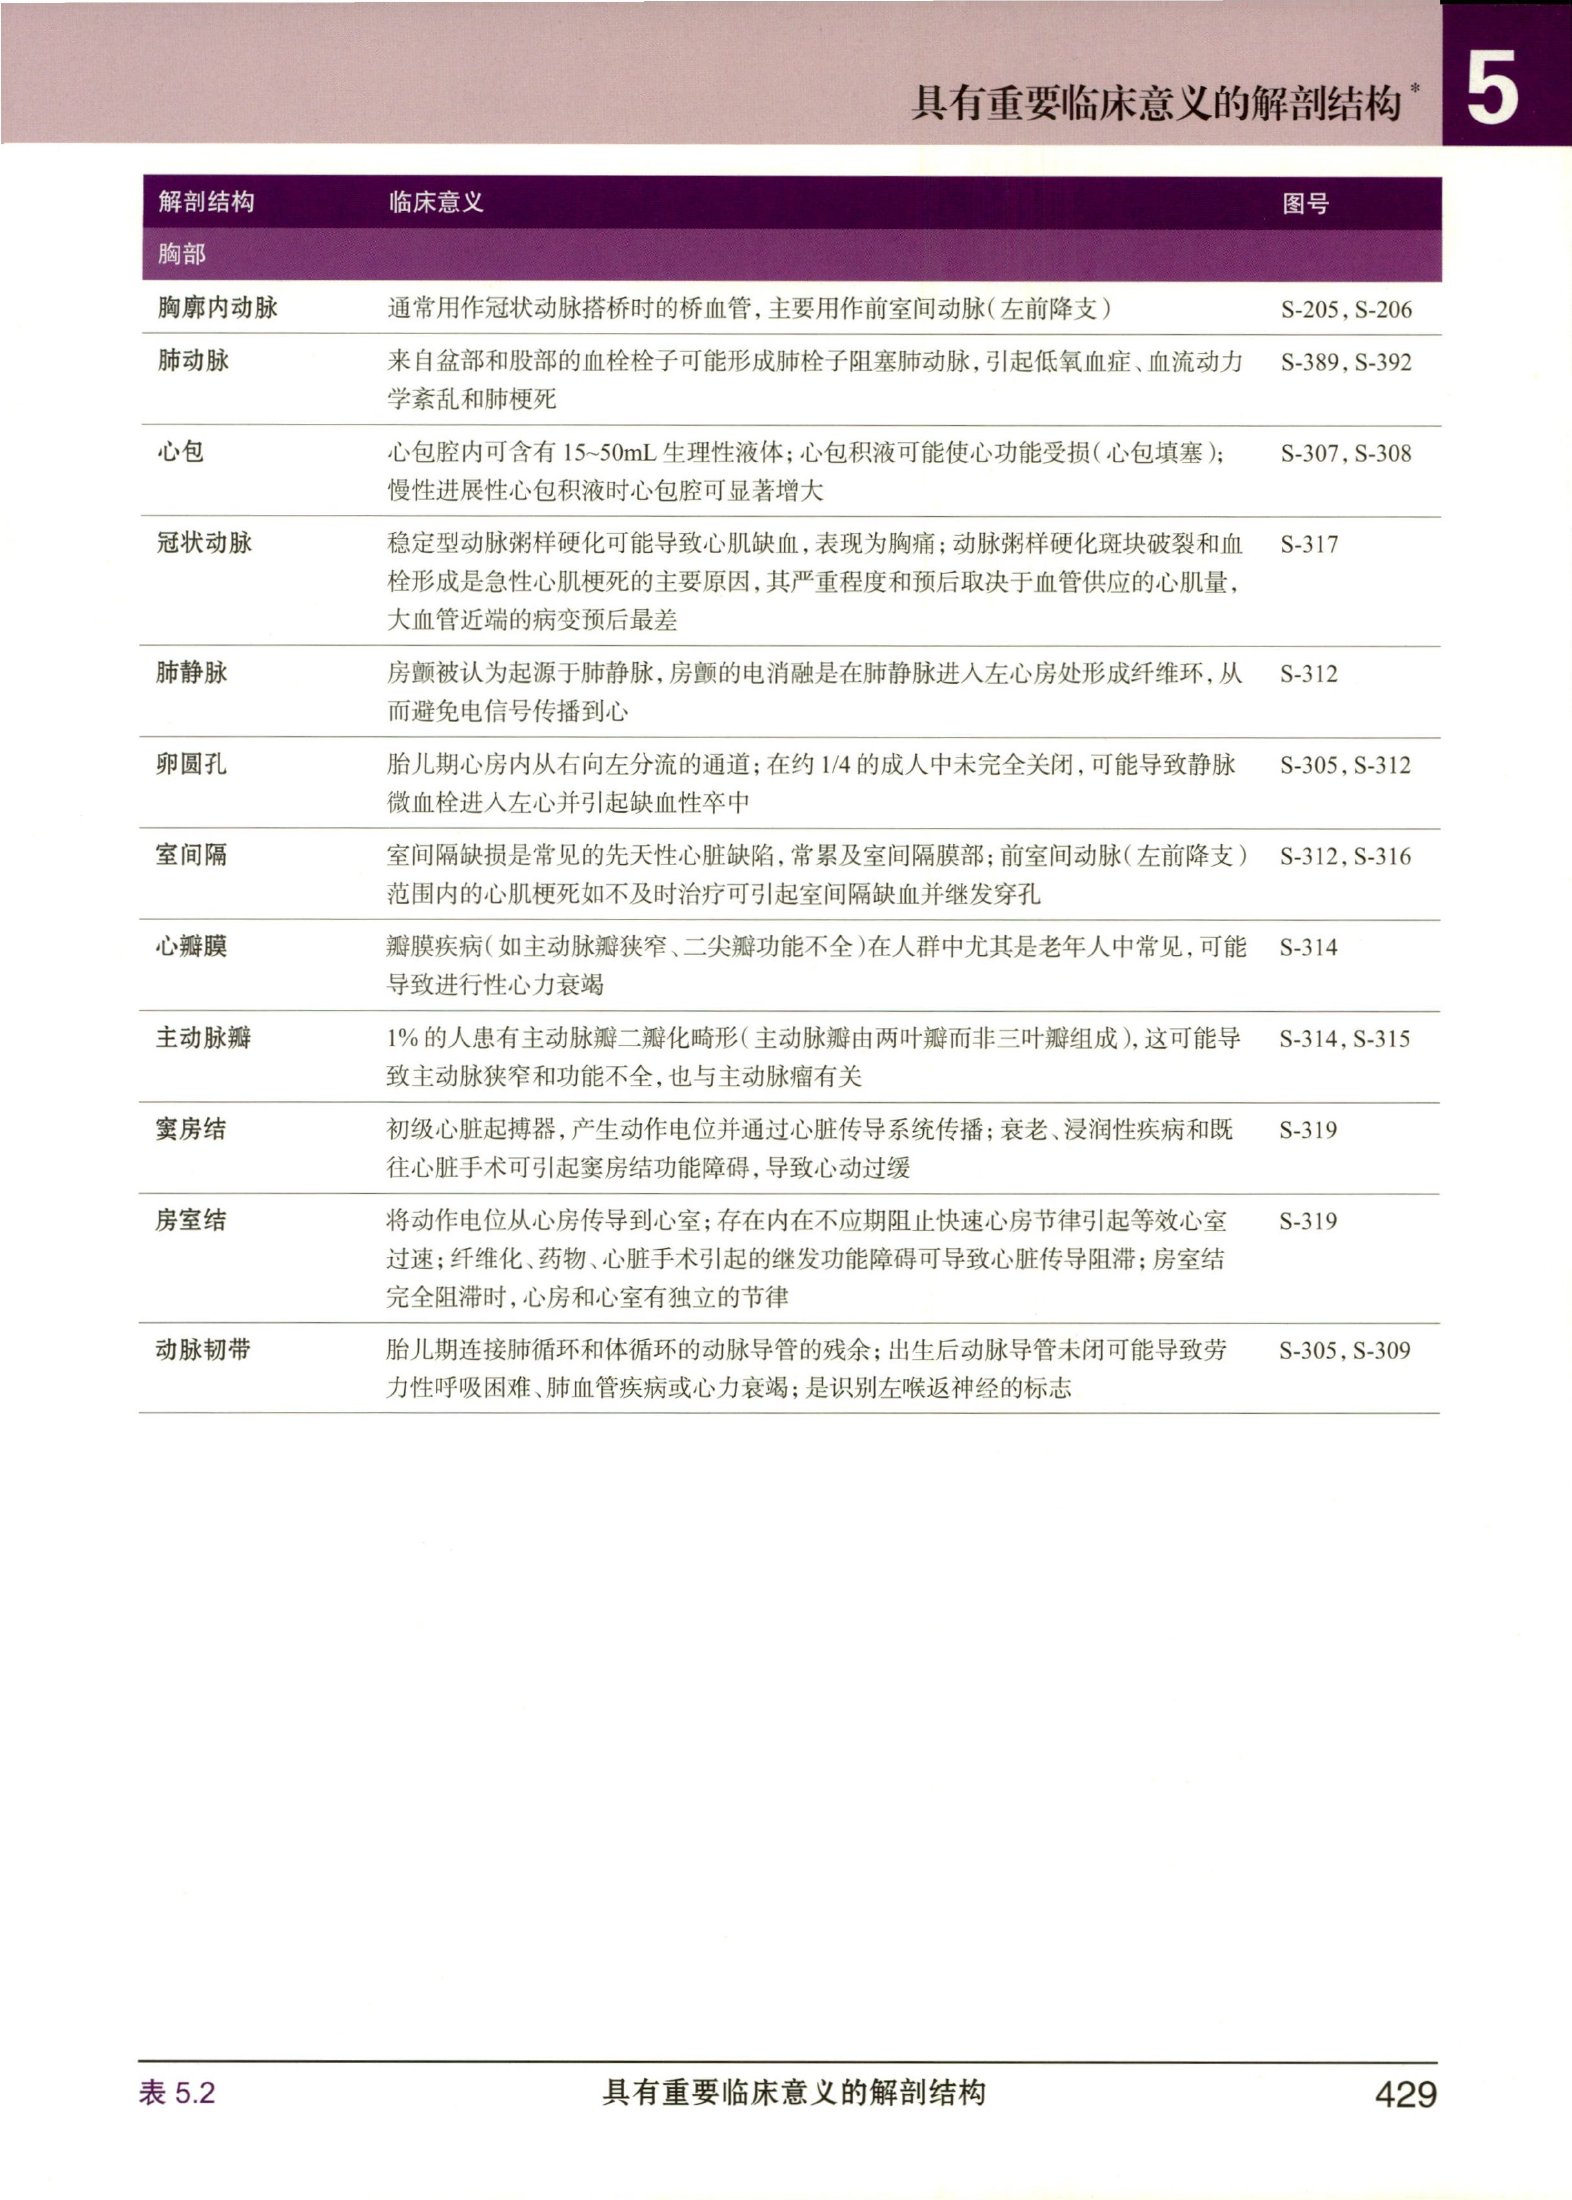 具有重要临床意义的解剖结构*
5
解剖结构 临床意义 图号
胸部
胸廓内动脉 通常用作冠状动脉搭桥时的桥血管，主要用作前室间动脉（左前降支） S-205, S-206
肺动脉 来自盆部和股部的血栓栓子可能形成肺栓子阻塞肺动脉，引起低氧血症、血流动力 S-389, S-392
学紊乱和肺梗死
心包 心包腔内可含有 15~50mL 生理性液体；心包积液可能使心功能受损（心包填塞）； S-307, S-308
慢性进展性心包积液时心包腔可显著增大
冠状动脉 稳定型动脉粥样硬化可能导致心肌缺血，表现为胸痛；动脉粥样硬化斑块破裂和血 S-317
栓形成是急性心肌梗死的主要原因，其严重程度和预后取决于血管供应的心肌量，
大血管近端的病变预后最差
肺静脉 房颤被认为起源于肺静脉，房颤的电消融是在肺静脉进入左心房处形成纤维环，从 S-312
而避免电信号传播到心
卵圆孔 胎儿期心房内从右向左分流的通道；在约 1/4 的成人中未完全关闭，可能导致静脉 S-305, S-312
微血栓进入左心并引起缺血性卒中
室间隔 室间隔缺损是常见的先天性心脏缺陷，常累及室间隔膜部；前室间动脉（左前降支） S-312, S-316
范围内的心肌梗死如不及时治疗可引起室间隔缺血并继发穿孔
心瓣膜 瓣膜疾病（如主动脉瓣狭窄、二尖瓣功能不全）在人群中尤其是老年人中常见，可能 S-314
导致进行性心力衰竭
主动脉瓣 1% 的人患有主动脉瓣二瓣化畸形（主动脉瓣由两叶瓣而非三叶瓣组成），这可能导 S-314, S-315
致主动脉狭窄和功能不全，也与主动脉瘤有关
窦房结 初级心脏起搏器，产生动作电位并通过心脏传导系统传播；衰老、浸润性疾病和既 S-319
往心脏手术可引起窦房结功能障碍，导致心动过缓
房室结 将动作电位从心房传导到心室；存在内在不应期阻止快速心房节律引起等效心室 S-319
过速；纤维化、药物、心脏手术引起的继发功能障碍可导致心脏传导阻滞；房室结
完全阻滞时，心房和心室有独立的节律
动脉韧带 胎儿期连接肺循环和体循环的动脉导管的残余；出生后动脉导管未闭可能导致劳 S-305, S-309
力性呼吸困难、肺血管疾病或心力衰竭；是识别左喉返神经的标志
表 5.2 具有重要临床意义的解剖结构 429